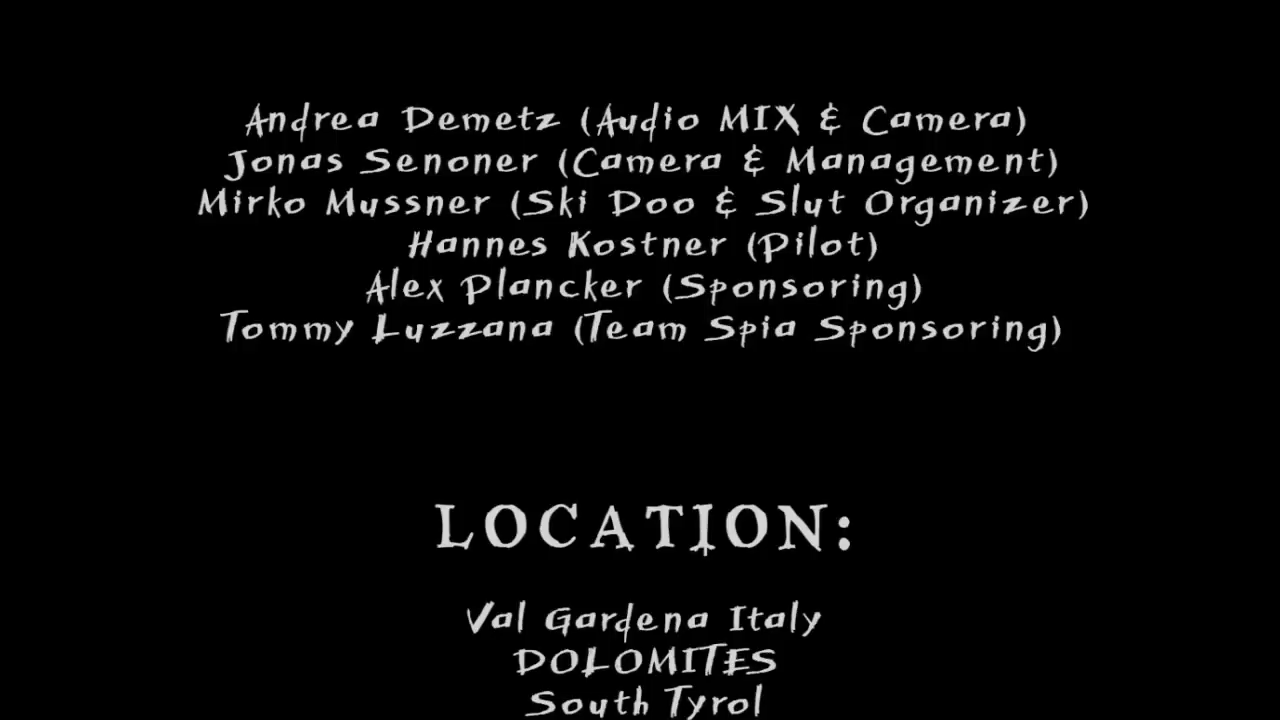 Andrea Demetz (Audio MIX & Camera)
Jonas Senoner (Camera & Management)
Mirko Mussner (Ski Doo & Slut Organizer)
Hannes Kostner (Pilot)
Alex Plancker (Sponsoring)
Tommy Luzzana (Team Spia Sponsoring)
LOCATION:
Val Gardena Italy
DOLOMITES
South Tyrol